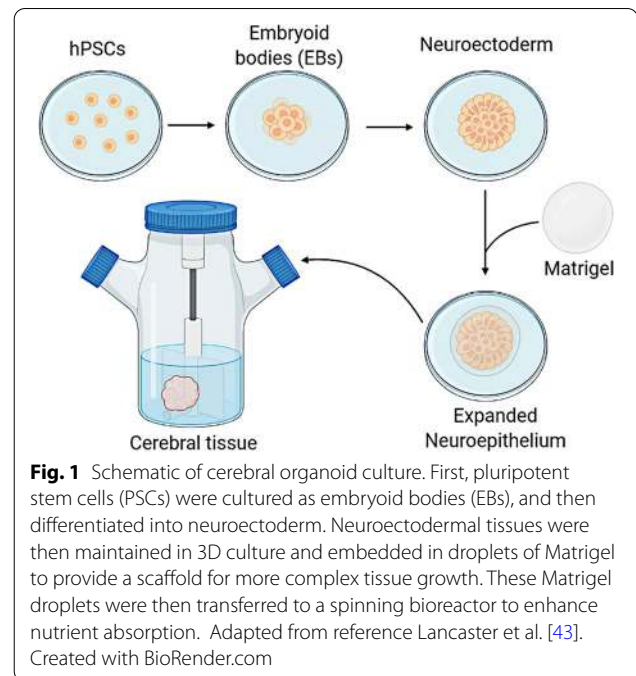 hPSCs
Embryoid
bodies (EBs)
Neuroectoderm
Matrigel
Expanded
Neuroepithelium
Cerebral tissue
Fig. 1 Schematic of cerebral organoid culture. First, pluripotent
stem cells (PSCs) were cultured as embryoid bodies (EBs), and then
differentiated into neuroectoderm. Neuroectodermal tissues were
then maintained in 3D culture and embedded in droplets of Matrigel
to provide a scaffold for more complex tissue growth. These Matrigel
droplets were then transferred to a spinning bioreactor to enhance
nutrient absorption. Adapted from reference Lancaster et al. [43].
Created with BioRender.com